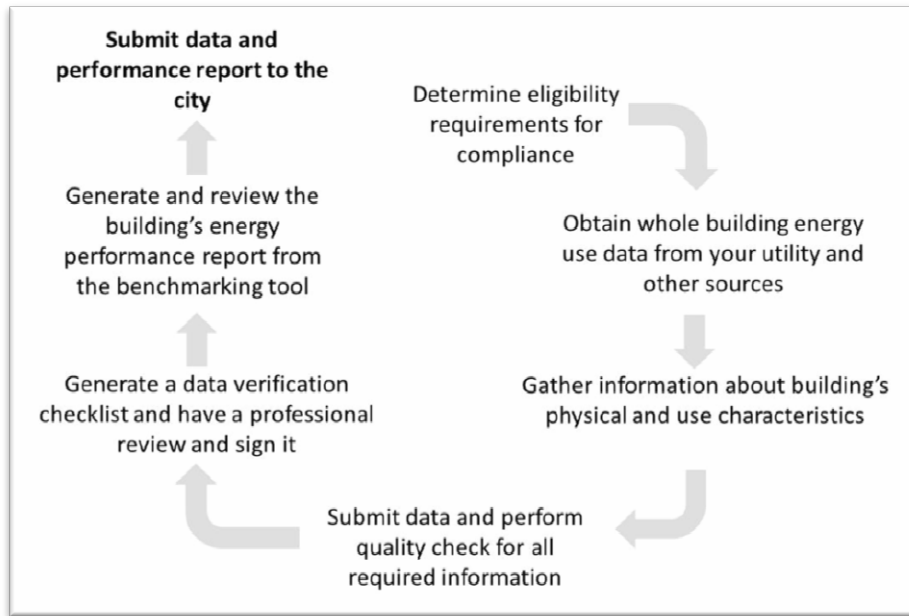 Submit data and
performance report to the
city
Determine eligibility
requirements for
compliance
Generate and review the
building’s energy
performance report from
the benchmarking tool
Obtain whole building energy
use data from your utility and
other sources
Generate a data verification
checklist and have a professional
review and sign it
Gather information about building’s
physical and use characteristics
Submit data and perform
quality check for all
required information